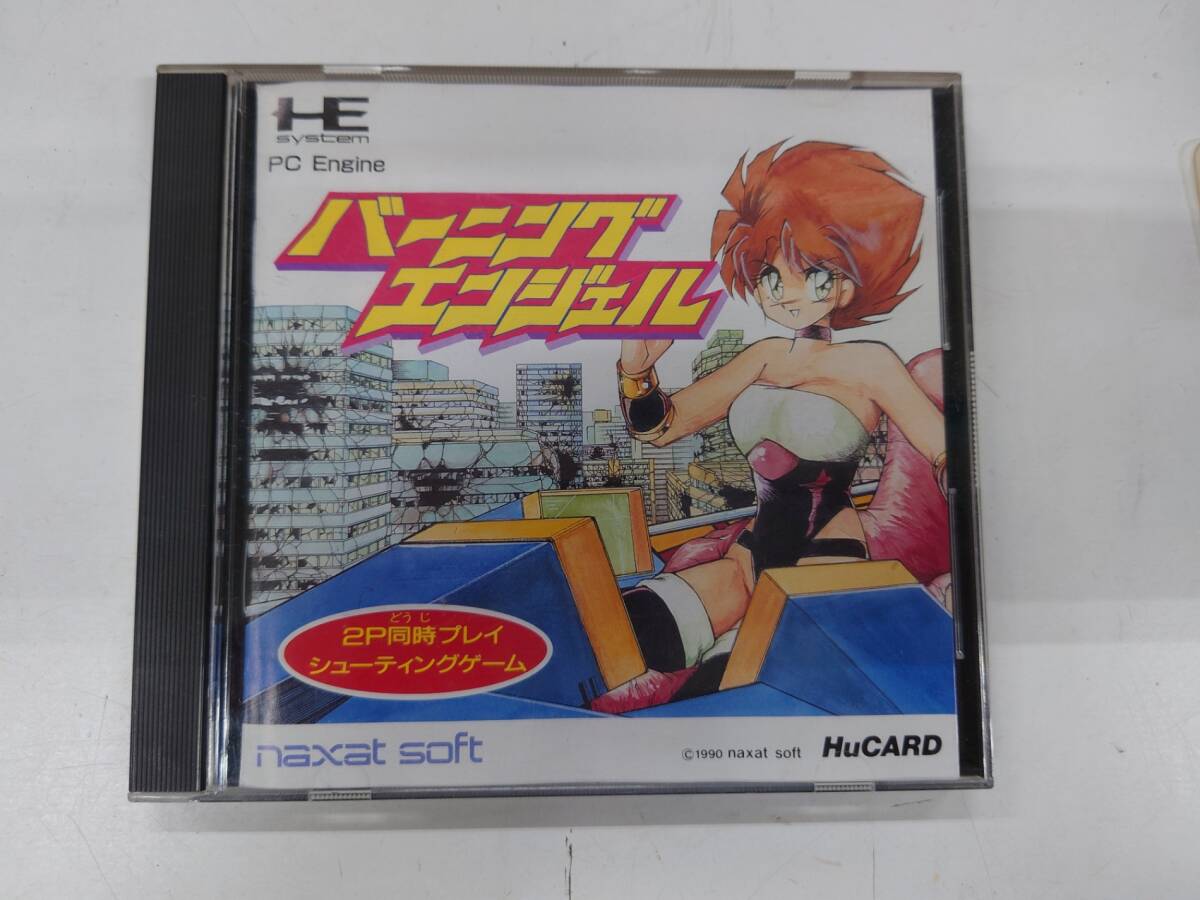 HE
system
PC Engine
バーニング
エンジェル
どうじ
2P同時プレイ
シューティングゲーム
naxat soft
©1990 naxat soft
HuCARD